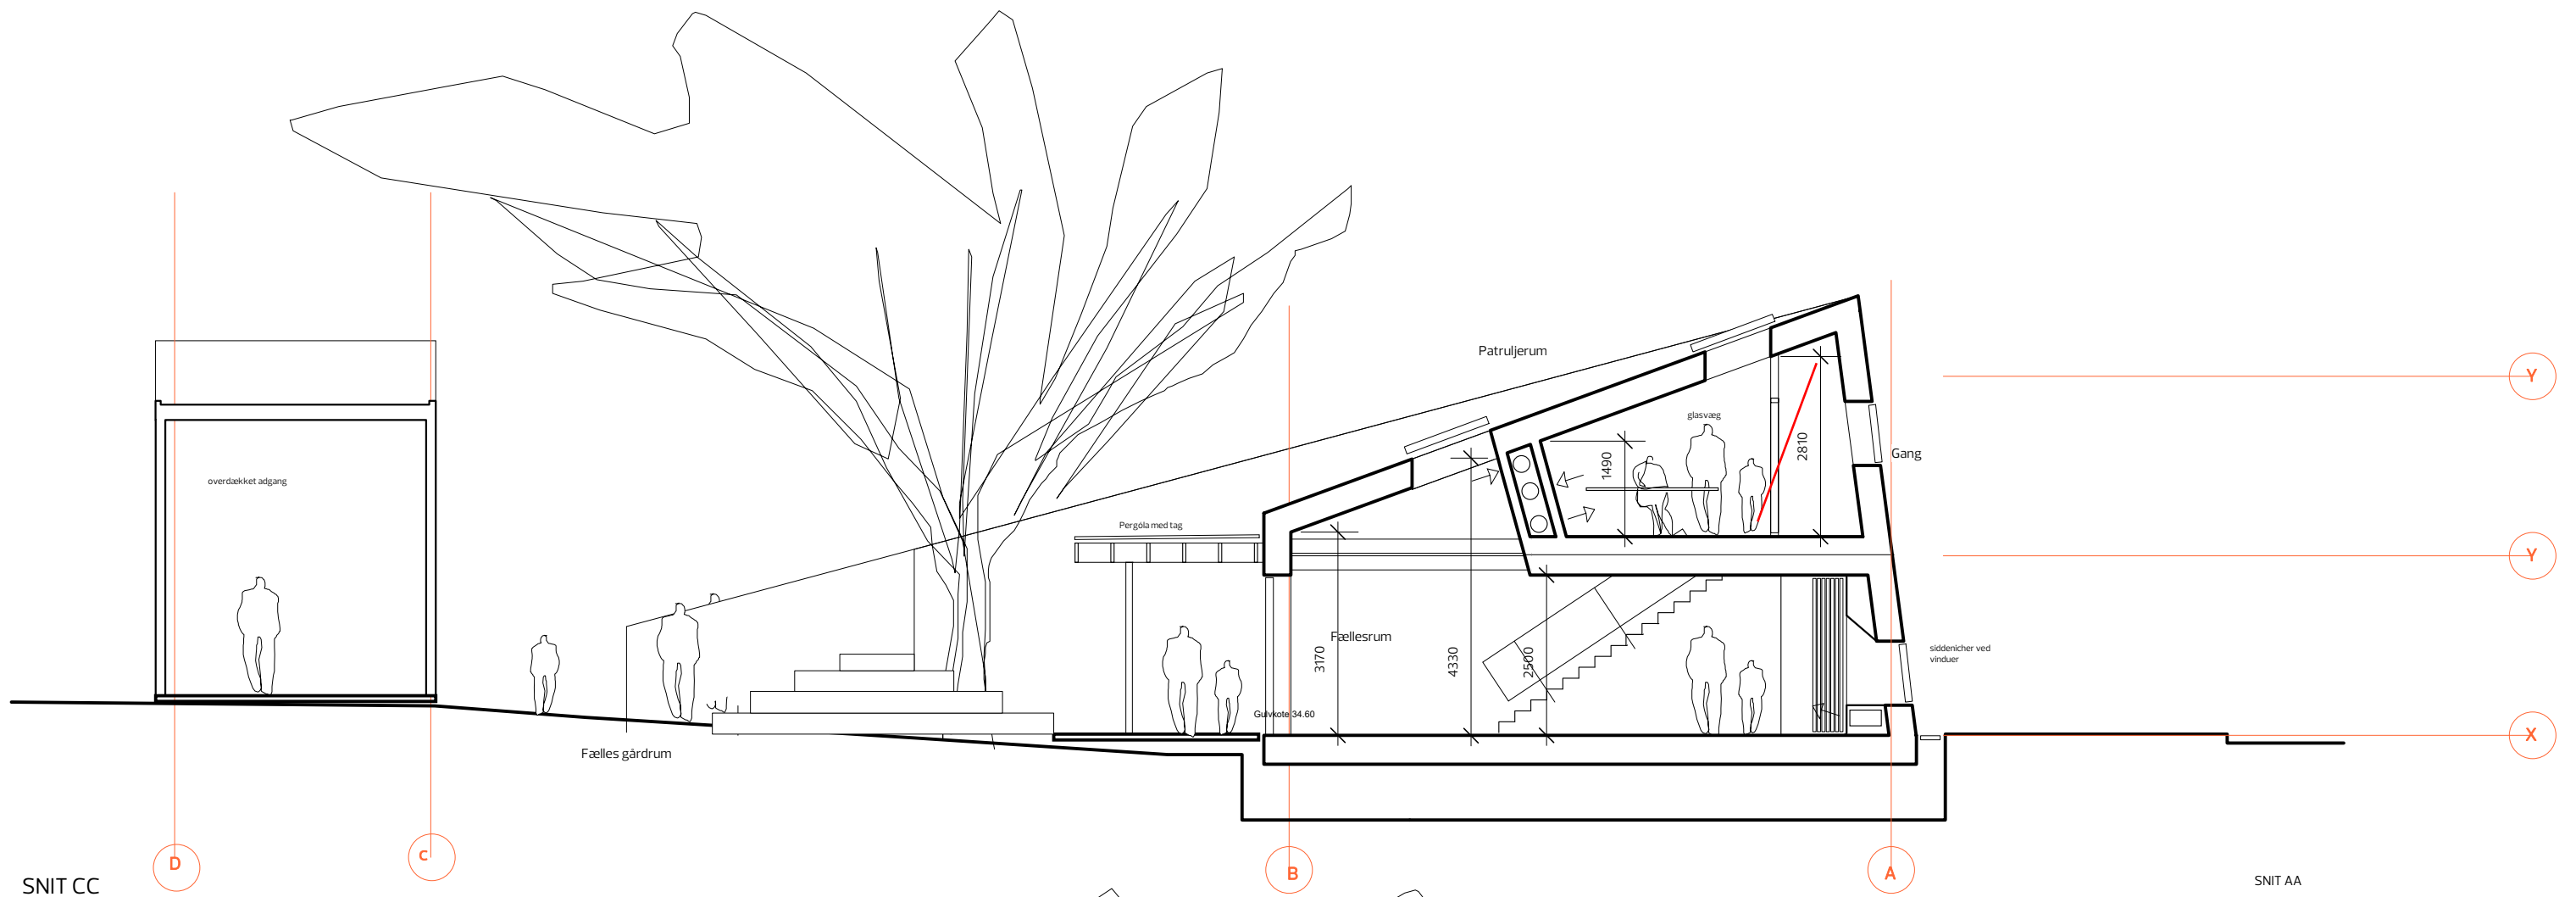 Patruljerum
Y
glasvæg
2810
Gang
1490
overdækket adgang
Pergóla med tag
Y
Fællesrum
3170
4330
2500
siddenicher ved
vinduer
Gulvkote 34.60
X
Fælles gårdrum
D
c
B
A
SNIT CC
SNIT AA